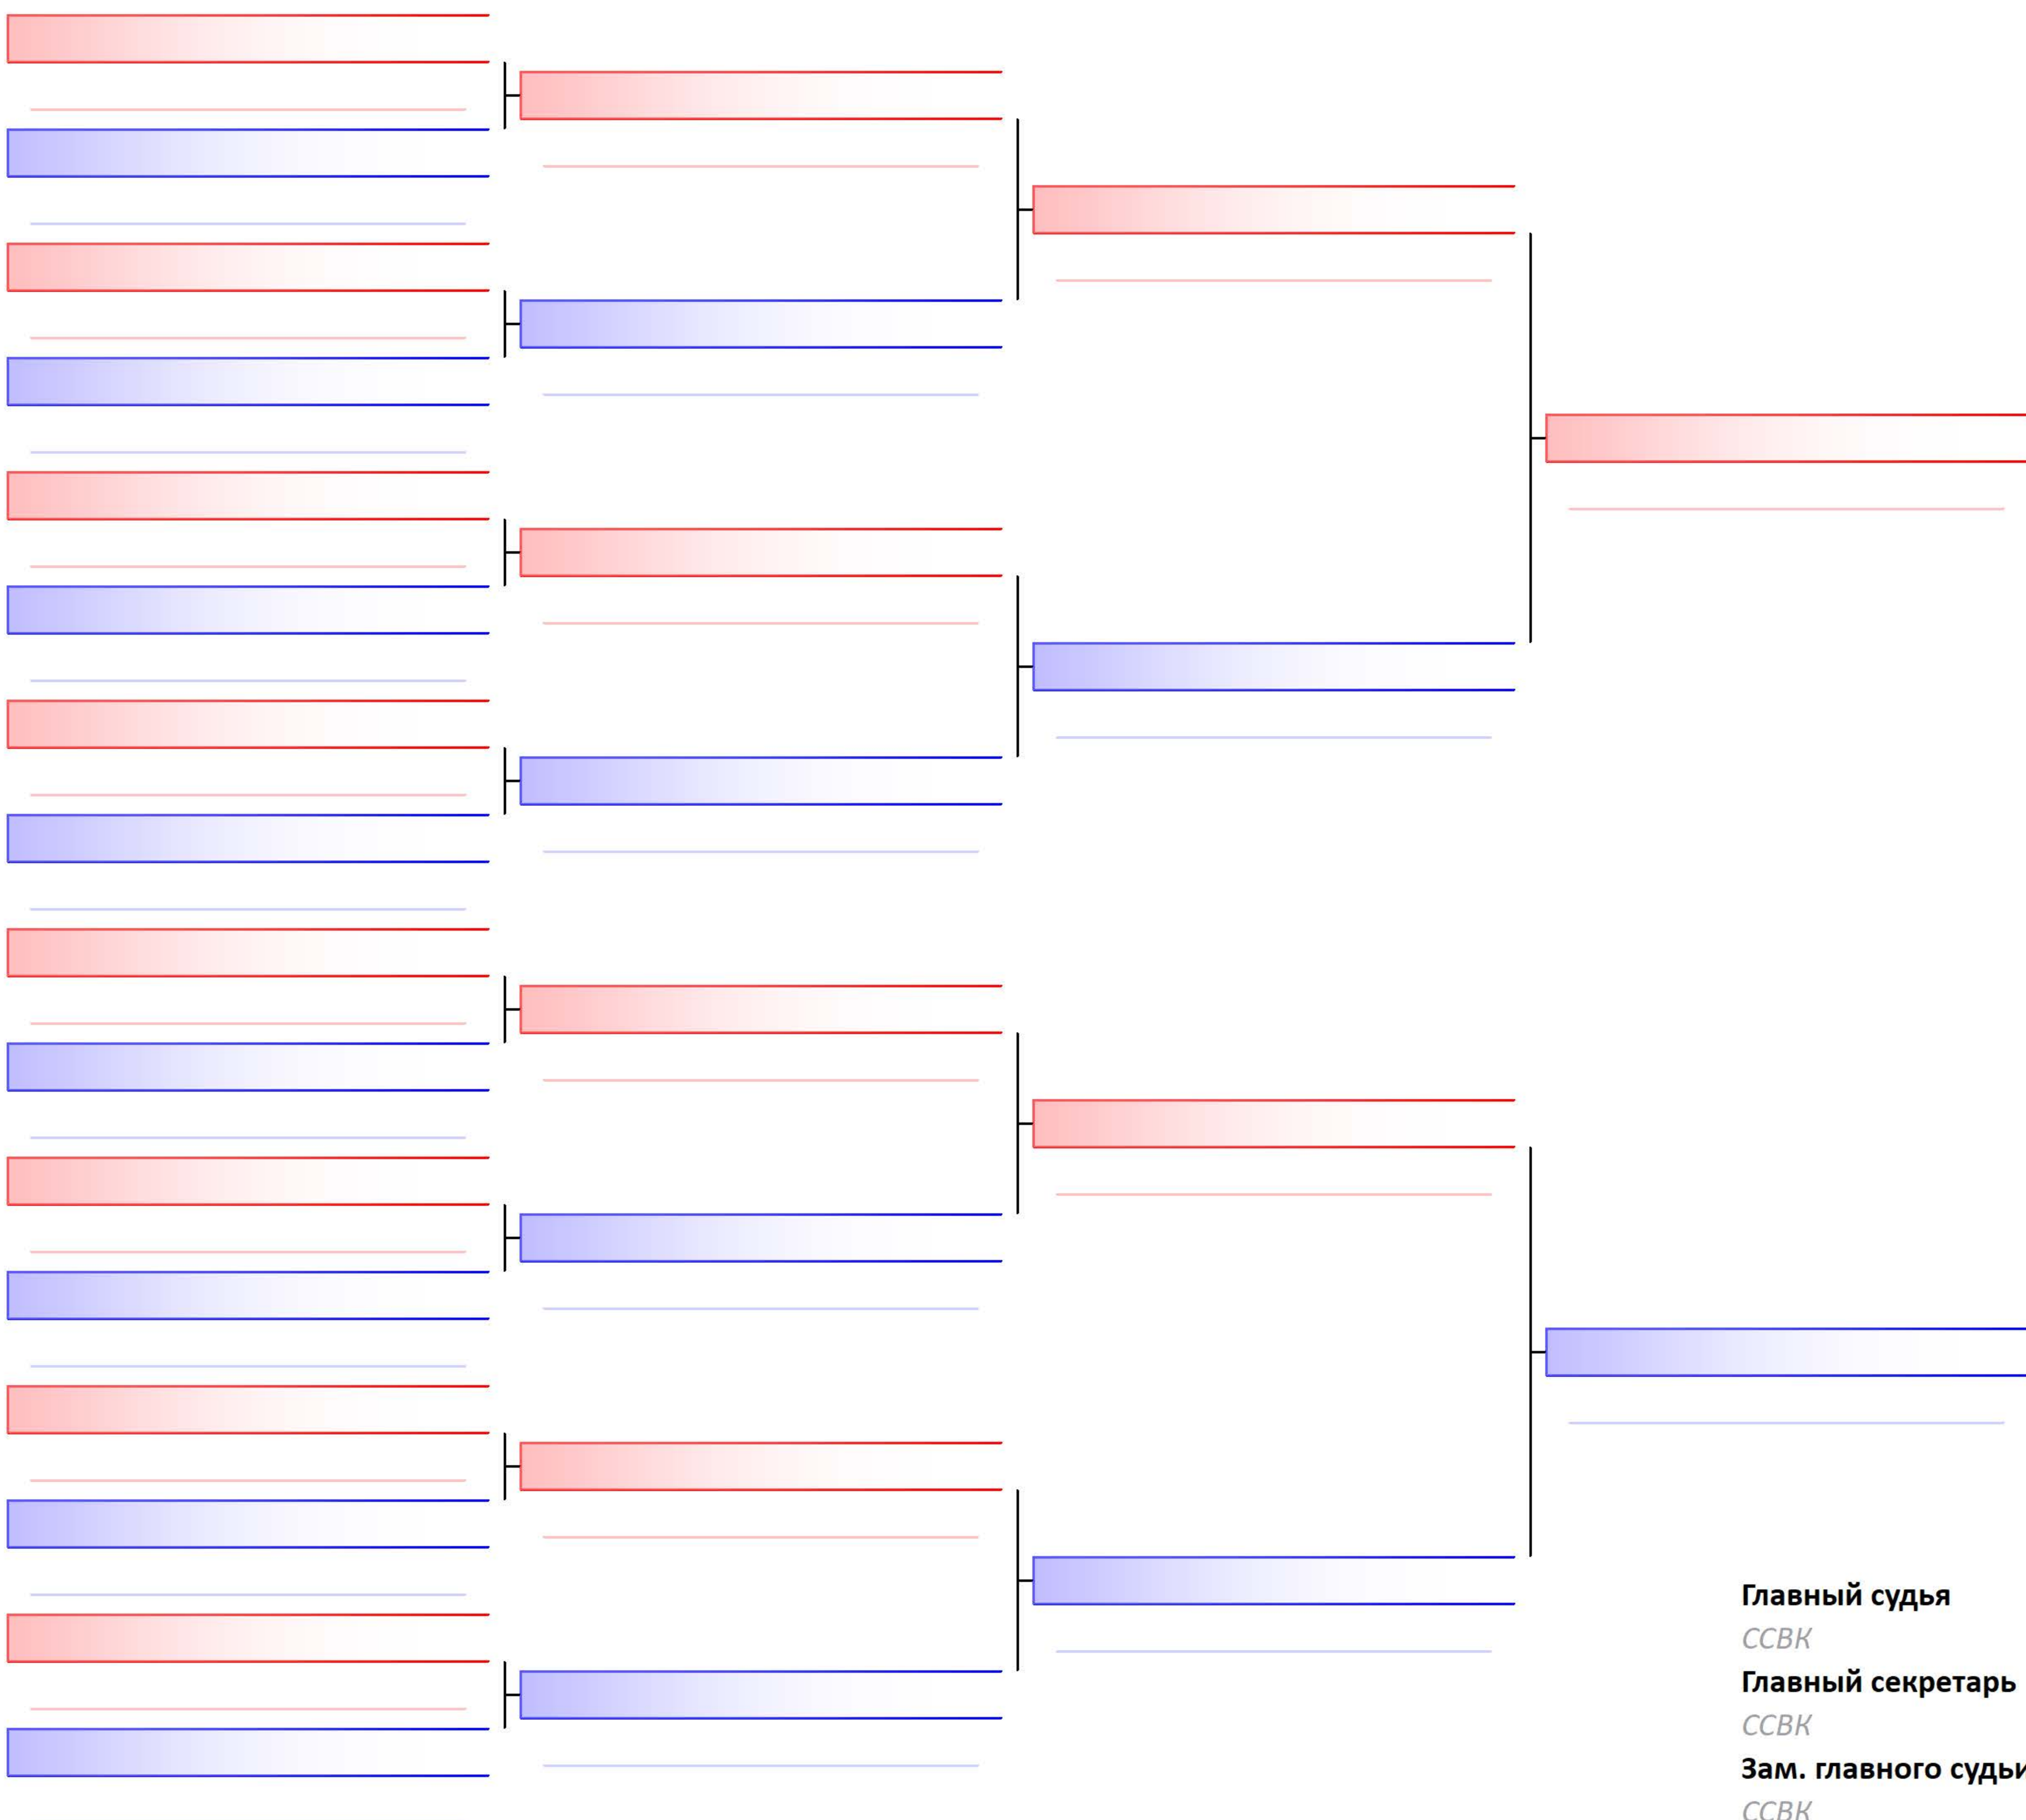 Главный судья
ССВК
Главный секретарь
ССВК
Зам. главного судьи
ССВК